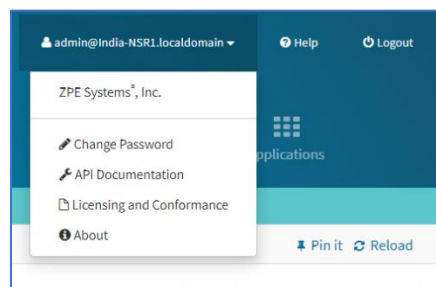 admin@India-NSR1.localdomain Help Logout
ZPE Systems®, Inc.
Change Password
pplications
API Documentation
Licensing and Conformance
About
Pin it Reload